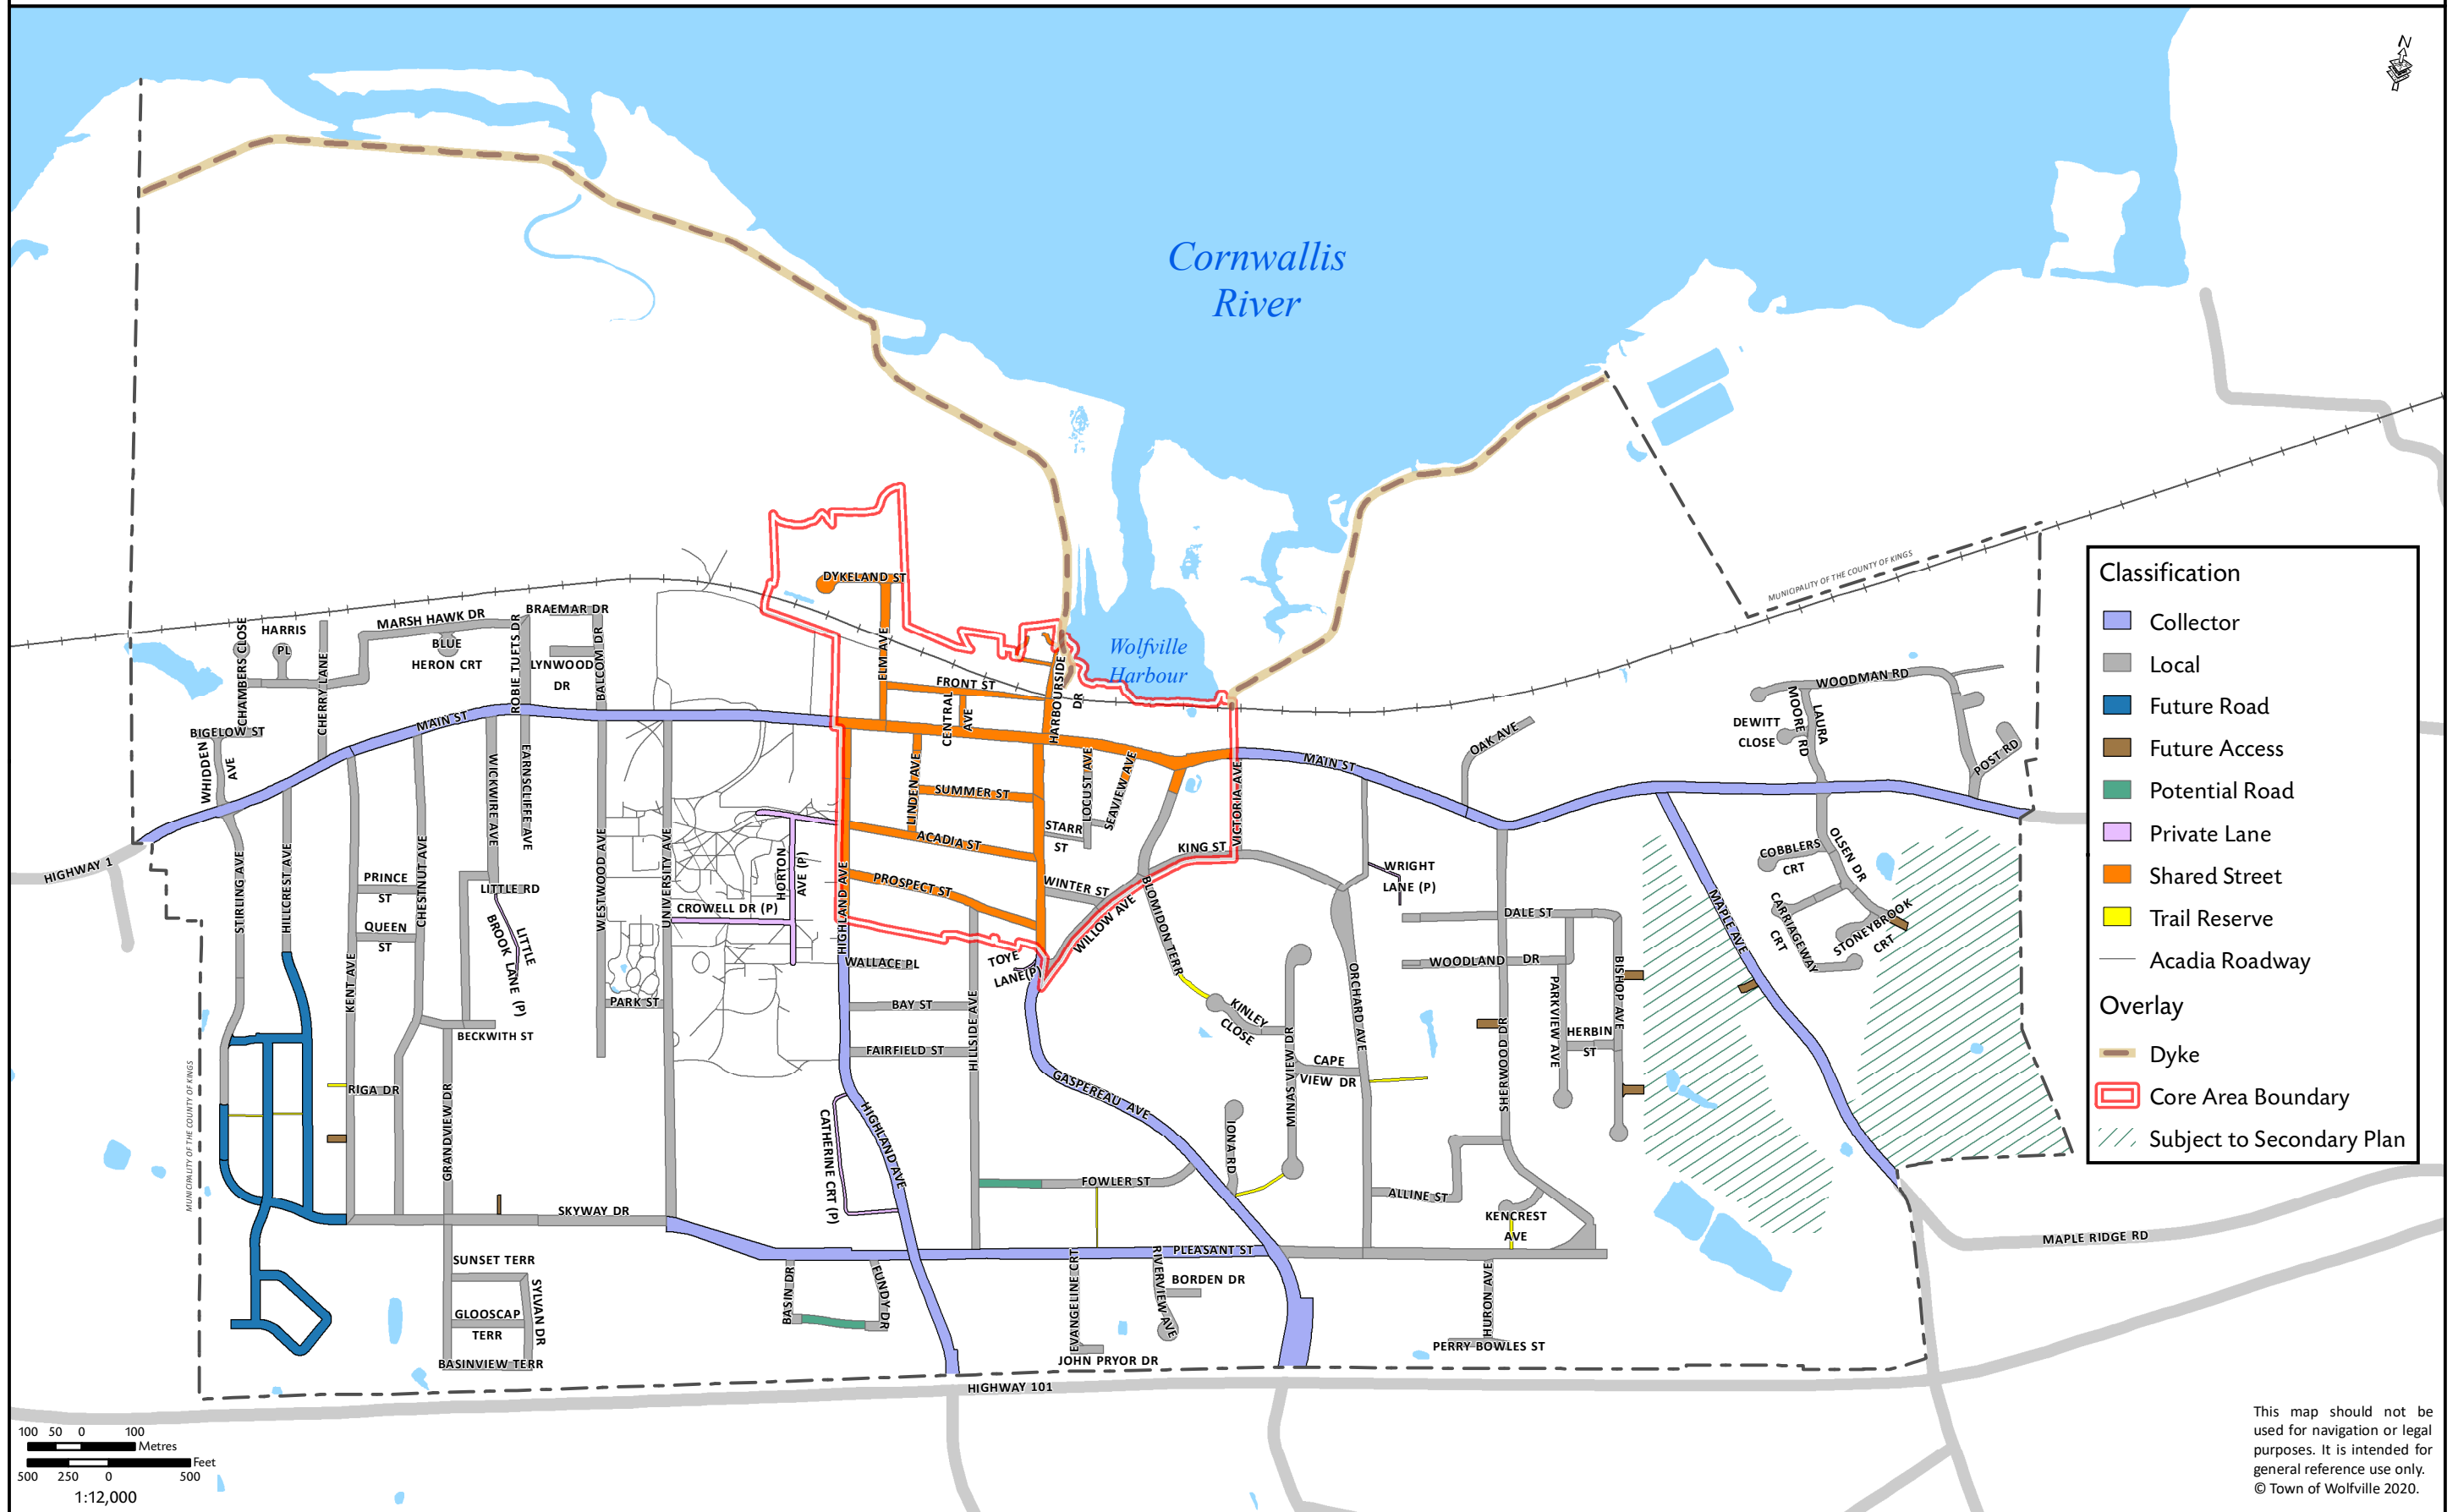 N
Cornwallis
River
MUNICIPALITY OF THE COUNTY OF KINGS
Classification
Collector
Local
Future Road
Future Access
Potential Road
Private Lane
Shared Street
Trail Reserve
Acadia Roadway
Overlay
Dyke
Core Area Boundary
Subject to Secondary Plan
DYKELAND ST
BRAEMAR DR
MARSH HAWK DR
HARRIS
PL
CHAMBERS CLOSE
CHERRY LANE
BLUE
HERON CRT
ROBIE TUFTS DR
LYNWOOD
DR
BALCOM DR
ELM AVE
FRONT ST
CENTRAL
AVE
HARBOURSIDE
DR
Wolfville
Harbour
WOODMAN RD
DEWITT
CLOSE
LAURA
MOORE RD
POST RD
OAK AVE
BIGELOW ST
WHIDDEN
AVE
MAIN ST
MAIN ST
HIGHWAY 1
STIRLING AVE
HILLCREST AVE
KENT AVE
PRINCE
ST
QUEEN
ST
CHESTNUT AVE
WICKWIRE AVE
EARNSCLIFFE AVE
LITTLE RD
LITTLE
BROOK LANE (P)
WESTWOOD AVE
UNIVERSITY AVE
CROWELL DR (P)
HORTON
AVE (P)
HIGHLAND AVE
LINDEN AVE
SUMMER ST
ACADIA ST
PROSPECT ST
LOCUST AVE
SEAVIEW AVE
STARR
ST
WINTER ST
WILLOW AVE
KING ST
VICTORIA AVE
BLOMIDON TERR
TOYE
LANE(P)
WALLACE PL
BAY ST
FAIRFIELD ST
HILLSIDE AVE
PARK ST
BECKWITH ST
RIGA DR
GRANDVIEW DR
WRIGHT
LANE (P)
DALE ST
WOODLAND DR
ORCHARD AVE
SHERWOOD DR
PARKVIEW AVE
BISHOP AVE
HERBIN
ST
MAPLE AVE
COBBLERS
CRT
OLSEN DR
CARRIAGEWAY
CRT
STONEYBROOK
CRT
KINLEY
CLOSE
MINAS VIEW DR
CAPE
VIEW DR
GASPEREAU AVE
IONA RD
FOWLER ST
HIGHLAND AVE
CATHERINE CRT (P)
MUNICIPALITY OF THE COUNTY OF KINGS
SKYWAY DR
ALLINE ST
KENCREST
AVE
PLEASANT ST
MAPLE RIDGE RD
SUNSET TERR
GLOOSCAP
TERR
SYLVAN DR
BASINVIEW TERR
BASIN DR
FUNDY DR
EVANGELINE CRT
RIVERVIEW AVE
BORDEN DR
JOHN PRYOR DR
HURON AVE
PERRY BOWLES ST
HIGHWAY 101
100 50 0 100
Metres
Feet
500 250 0 500
1:12,000
This map should not be
used for navigation or legal
purposes. It is intended for
general reference use only.
© Town of Wolfville 2020.